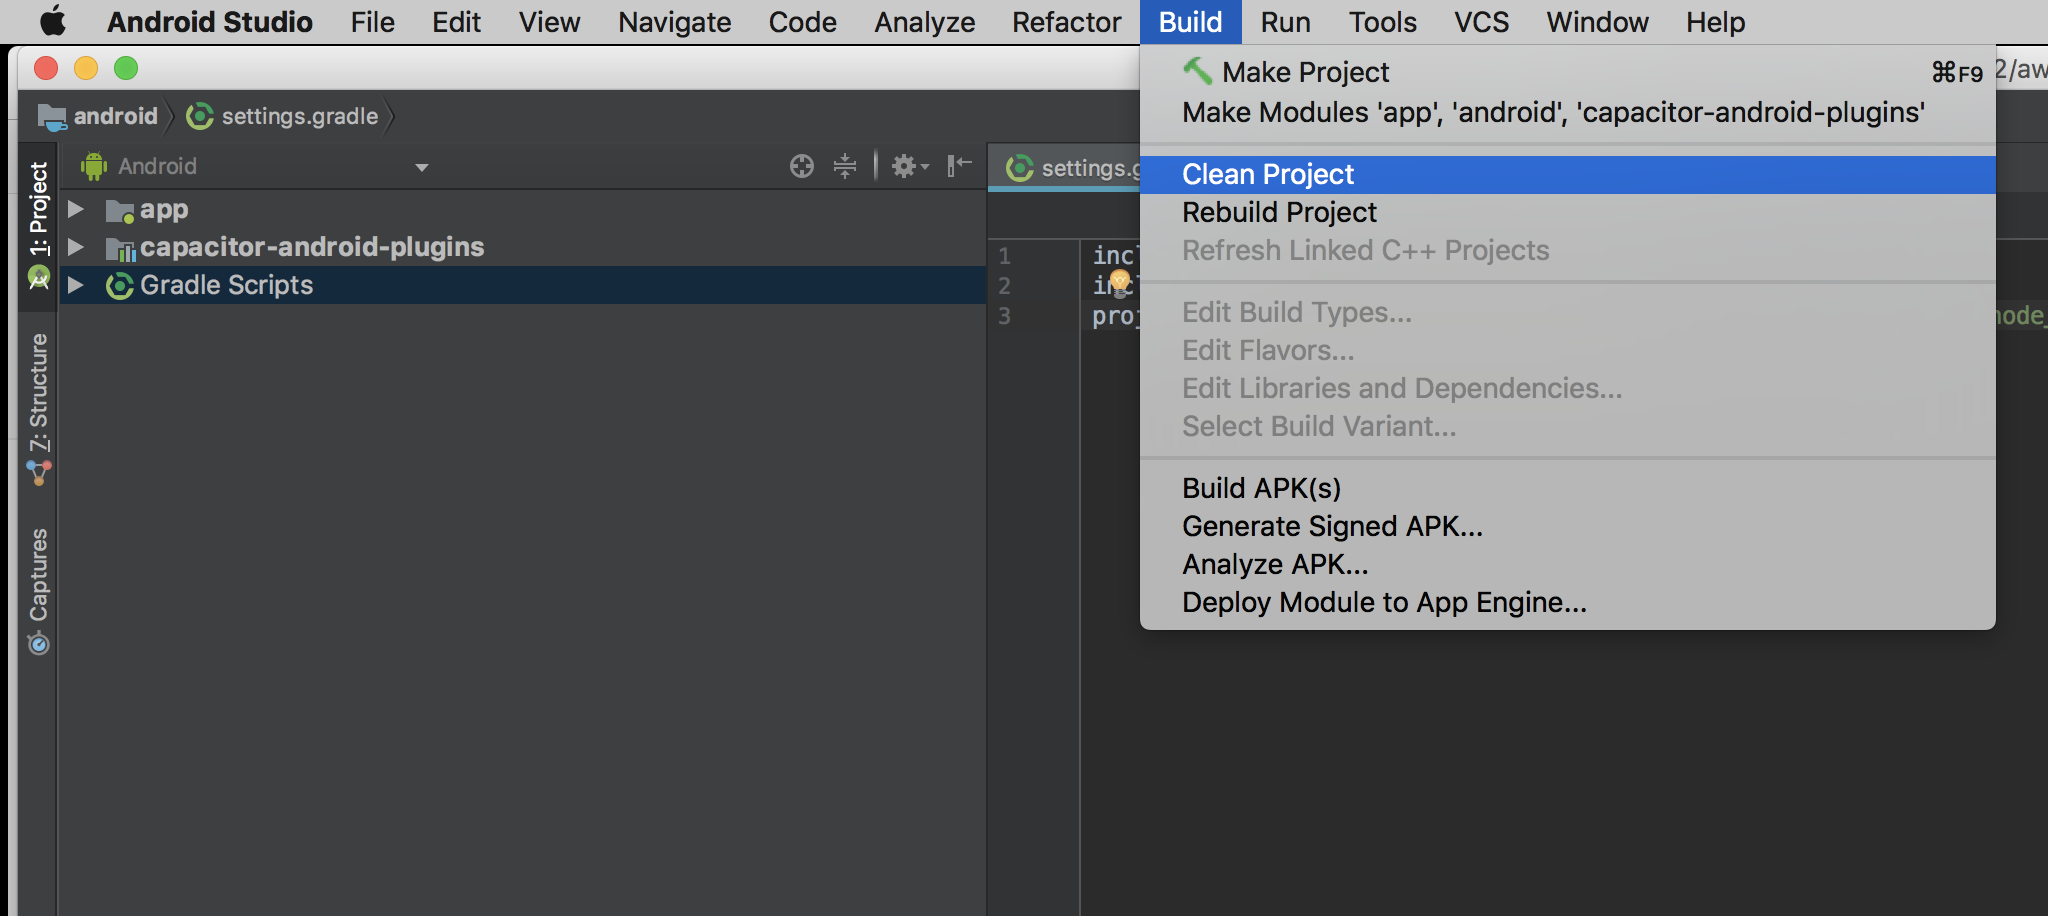 Android Studio File Edit View Navigate Code Analyze Refactor Build Run Tools VCS Window Help
android settings.gradle
Android
1: Project
7: Structure
Captures
app
capacitor-android-plugins
Gradle Scripts
settings.g
1 incl
2
3 proj
Make Project ⌘F9
Make Modules 'app', 'android', 'capacitor-android-plugins'
Clean Project
Rebuild Project
Refresh Linked C++ Projects
Edit Build Types...
Edit Flavors...
Edit Libraries and Dependencies...
Select Build Variant...
Build APK(s)
Generate Signed APK...
Analyze APK...
Deploy Module to App Engine...
2/aw
node_